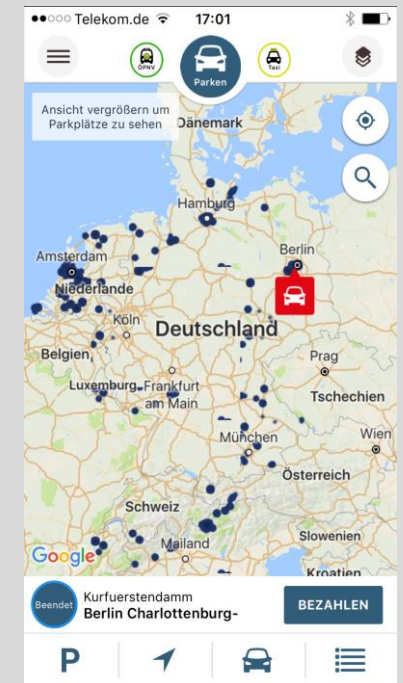 Telekom.de 17:01
ÖPNV
Parken
Taxi
Ansicht vergrößern um
Parkplätze zu sehen
Dänemark
Hamburg
Amsterdam
Berlin
Niederlande
Köln
Deutschland
Belgien
Prag
Luxemburg
Frankfurt
am Main
Tschechien
München
Wien
Österreich
Schweiz
Mailand
Slowenien
Google
Kroatien
Beendet
Kurfuerstendamm
Berlin Charlottenburg-
BEZAHLEN
P